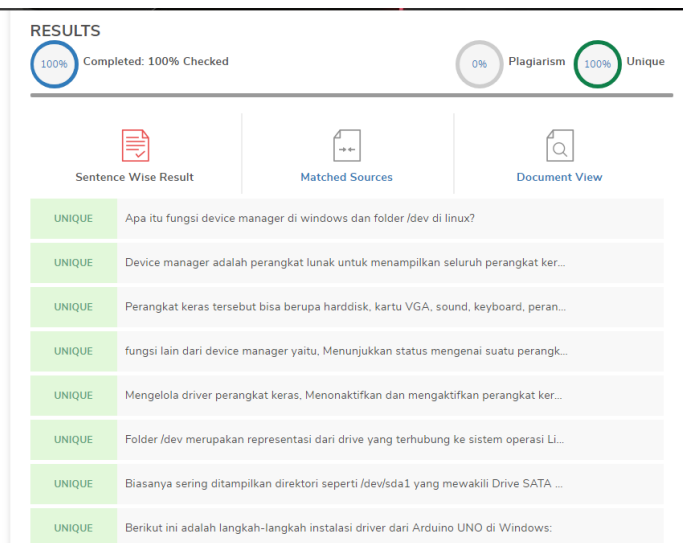 RESULTS
100% Completed: 100% Checked 0% Plagiarism 100% Unique
Sentence Wise Result Matched Sources Document View
UNIQUE Apa itu fungsi device manager di windows dan folder /dev di linux?
UNIQUE Device manager adalah perangkat lunak untuk menampilkan seluruh perangkat ker...
UNIQUE Perangkat keras tersebut bisa berupa harddisk, kartu VGA, sound, keyboard, peran...
UNIQUE fungsi lain dari device manager yaitu, Menunjukkan status mengenai suatu perangk...
UNIQUE Mengelola driver perangkat keras, Menonaktifkan dan mengaktifkan perangkat ker...
UNIQUE Folder /dev merupakan representasi dari drive yang terhubung ke sistem operasi Li...
UNIQUE Biasanya sering ditampilkan direktori seperti /dev/sda1 yang mewakili Drive SATA ...
UNIQUE Berikut ini adalah langkah-langkah instalasi driver dari Arduino UNO di Windows: